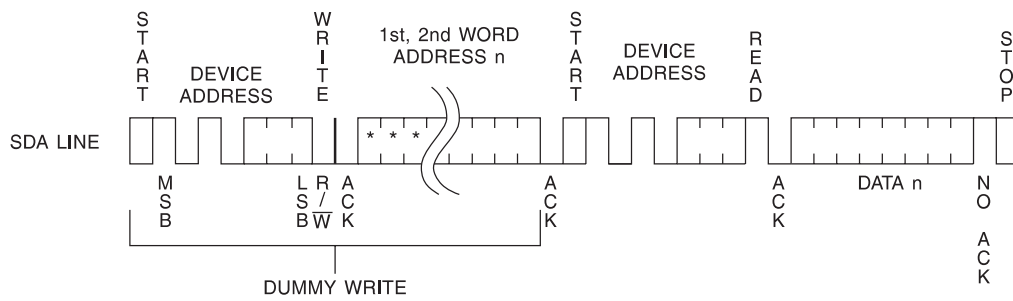 START
WRITE
1st, 2nd WORD
ADDRESS n
START
READ
STOP
DEVICE
ADDRESS
DEVICE ADDRESS
SDA LINE
* * *
MSB
LSB
R/W
ACK
ACK
ACK
DATA n
NO ACK
DUMMY WRITE